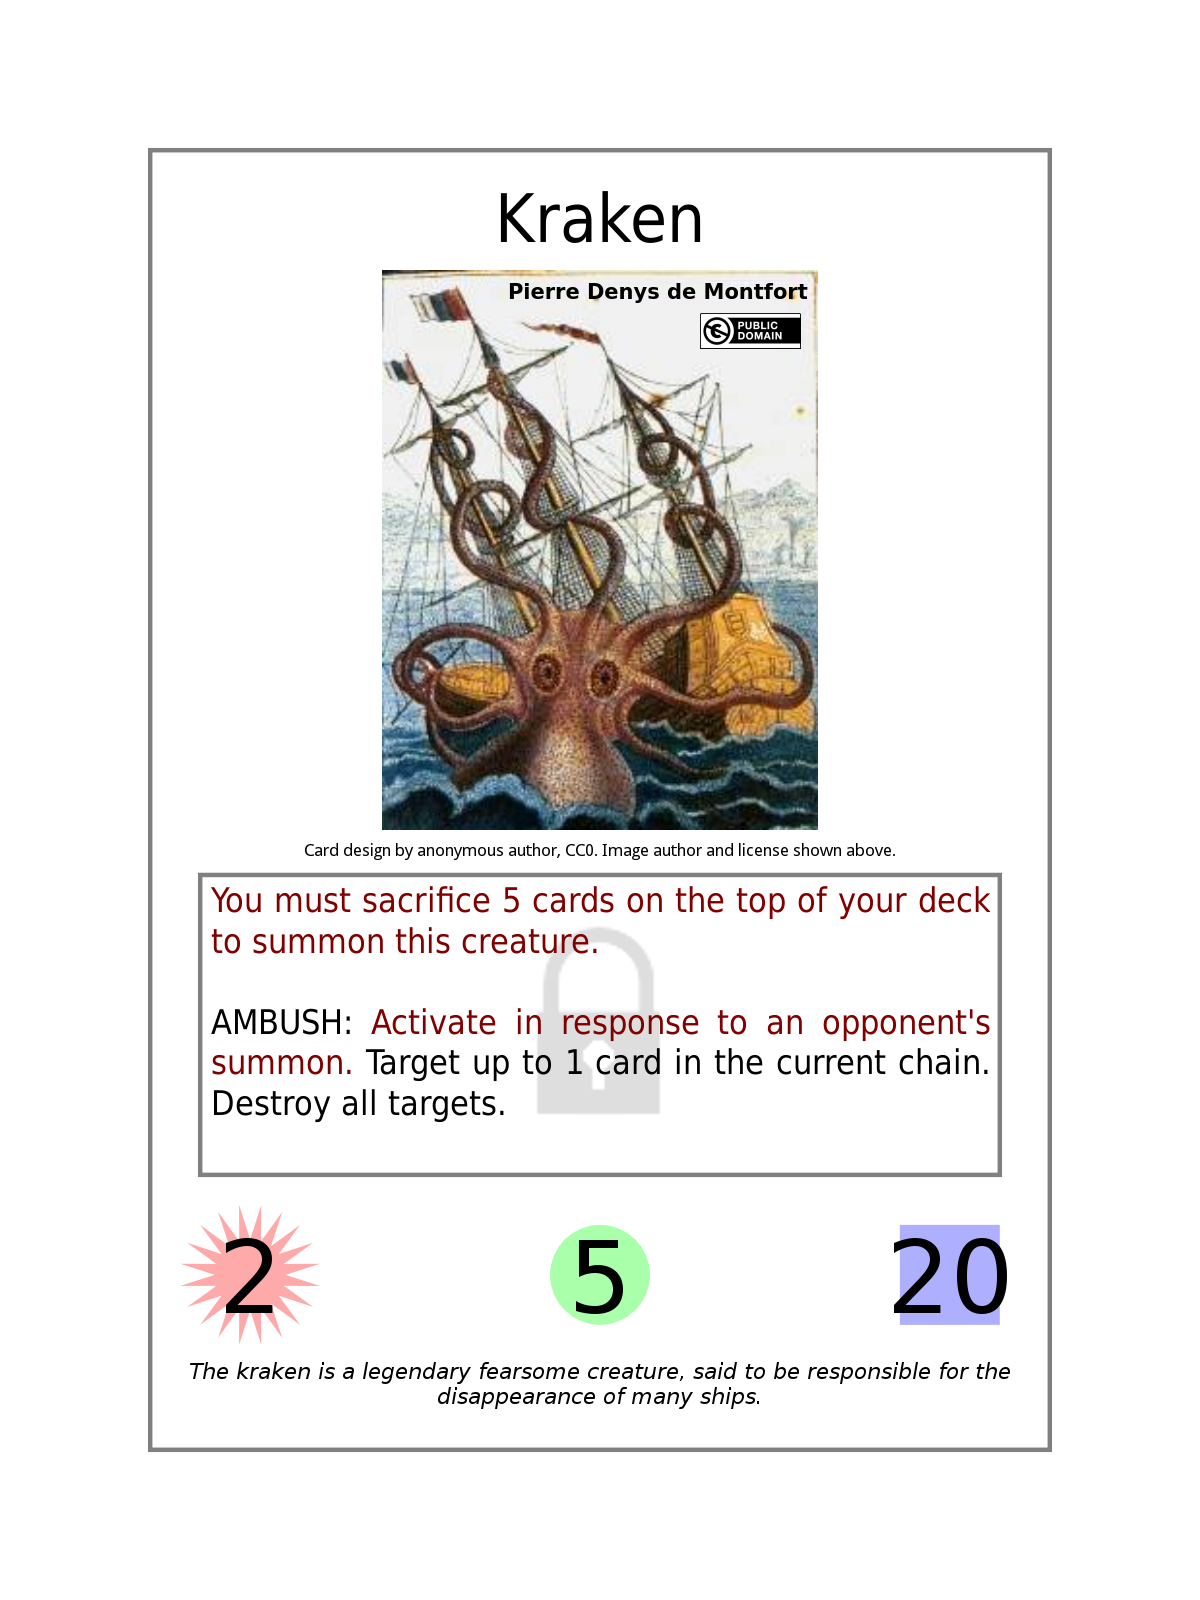 Kraken
Pierre Denys de Montfort
PUBLIC
DOMAIN
Card design by anonymous author, CC0. Image author and license shown above.
You must sacrifice 5 cards on the top of your deck
to summon this creature.
AMBUSH: Activate in response to an opponent's
summon. Target up to 1 card in the current chain.
Destroy all targets.
2 5 20
The kraken is a legendary fearsome creature, said to be responsible for the
disappearance of many ships.